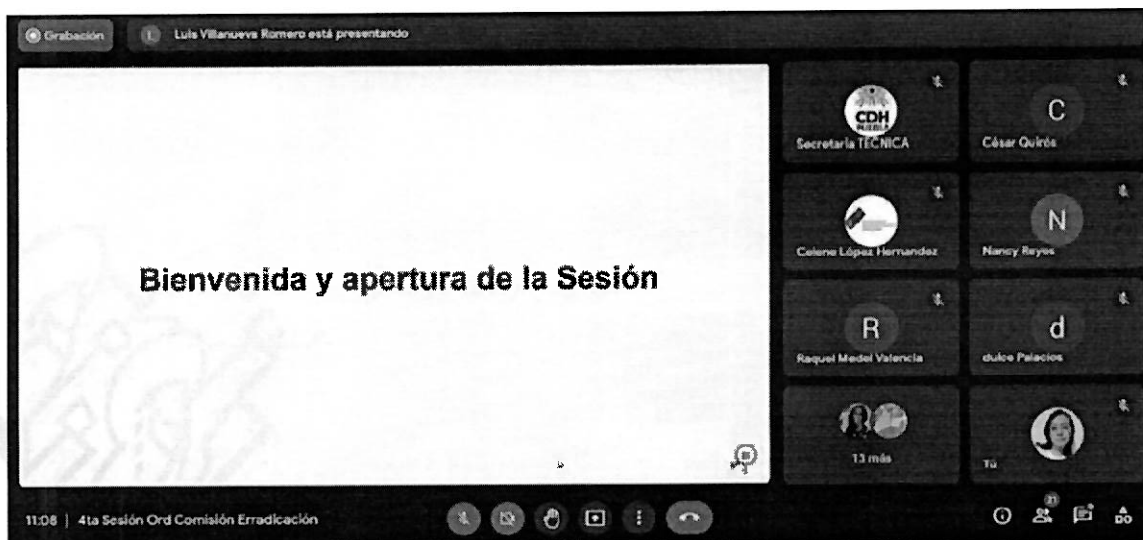 Grabación
L Luis Villanueva Romero está presentando
Bienvenida y apertura de la Sesión
CDH
PUEBLA
Secretaría TÉCNICA
C
César Quirós
Celene López Hernandez
N
Nancy Reyes
R
Raquel Medel Valencia
d
dulce Palacios
13 más
Tú
11:08 | 4ta Sesión Ord Comisión Erradicación
21